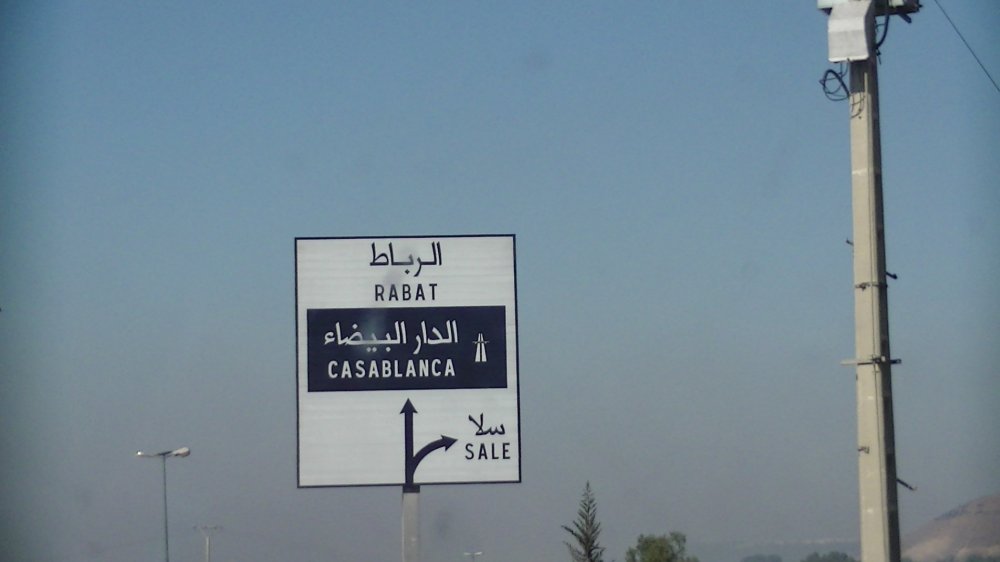 الرباط
RABAT
الدار البيضاء
CASABLANCA
سلا
SALE